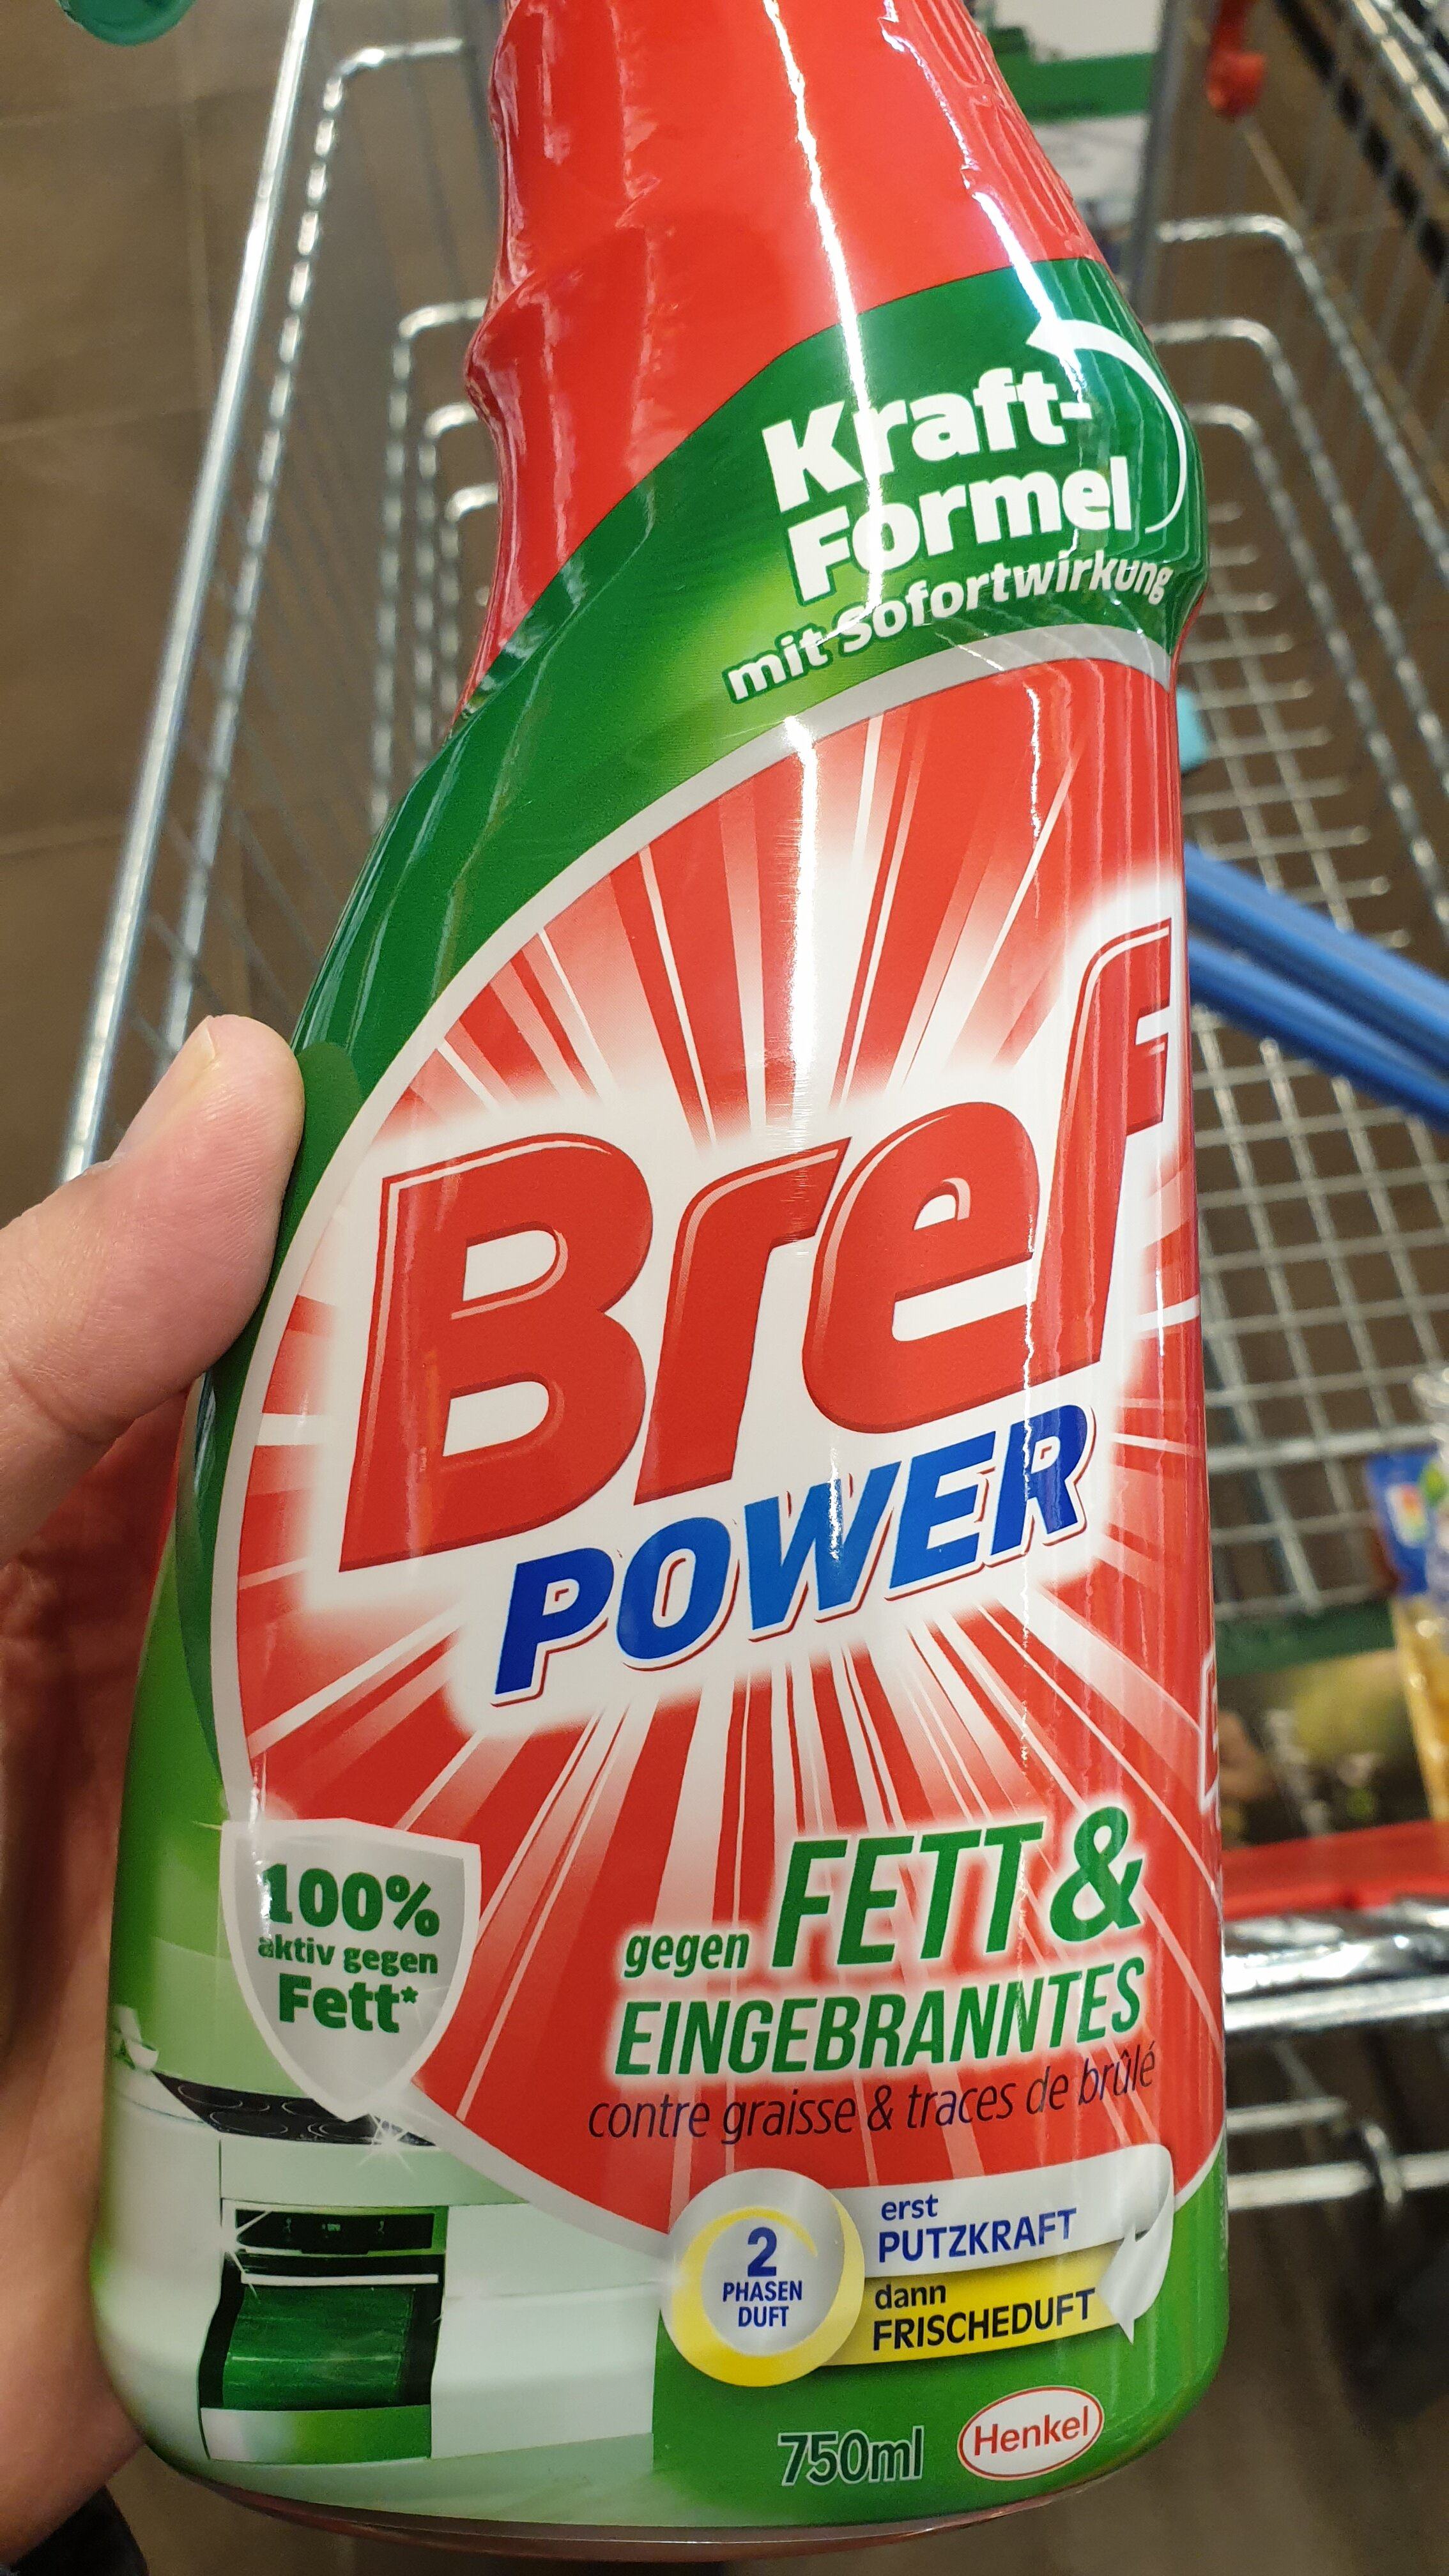 Kraft-
Formel
mit Sofortwirkung
Bref
POWER
100%
aktiv gegen
Fett*
gegen FETT &
EINGEBRANNTES
contre graisse & traces de brûlé
2
PHASEN
DUFT
erst
PUTZKRAFT
dann
FRISCHEDUFT
750ml
Henkel